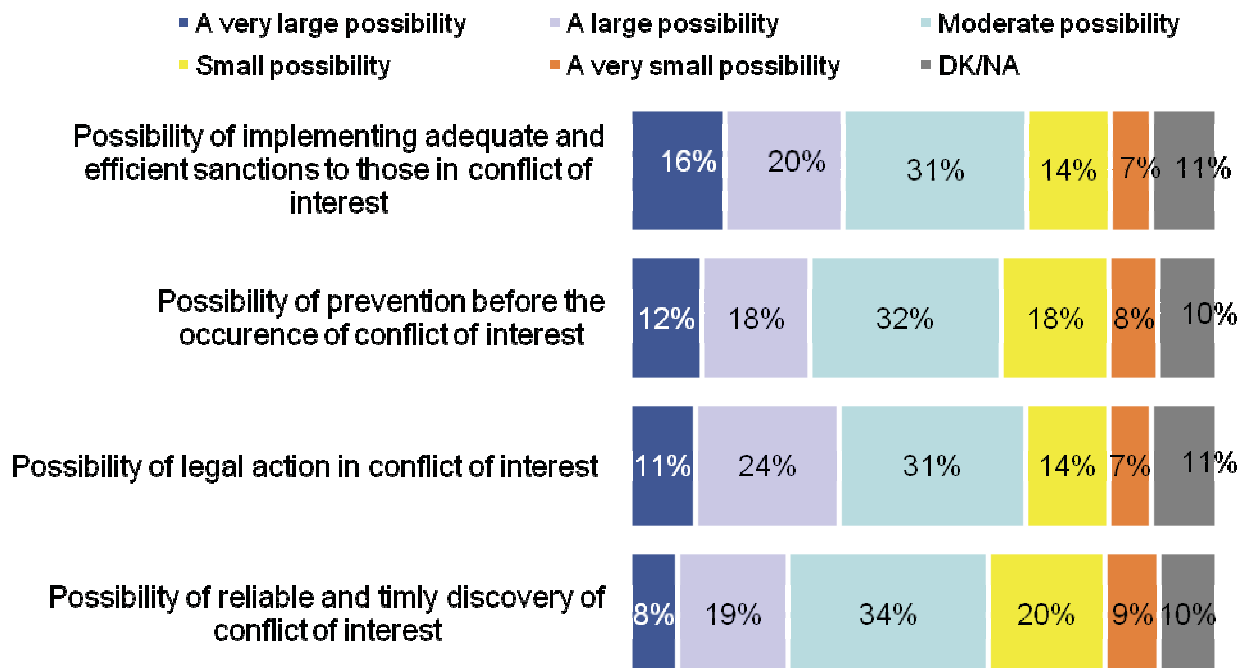 A very large possibility
A large possibility
Moderate possibility
Small possibility
A very small possibility
DK/NA
Possibility of implementing adequate and
efficient sanctions to those in conflict of
interest
16% 20% 31% 14% 7% 11%
Possibility of prevention before the
occurence of conflict of interest
12% 18% 32% 18% 8% 10%
Possibility of legal action in conflict of interest
11% 24% 31% 14% 7% 11%
Possibility of reliable and timly discovery of
conflict of interest
8% 19% 34% 20% 9% 10%